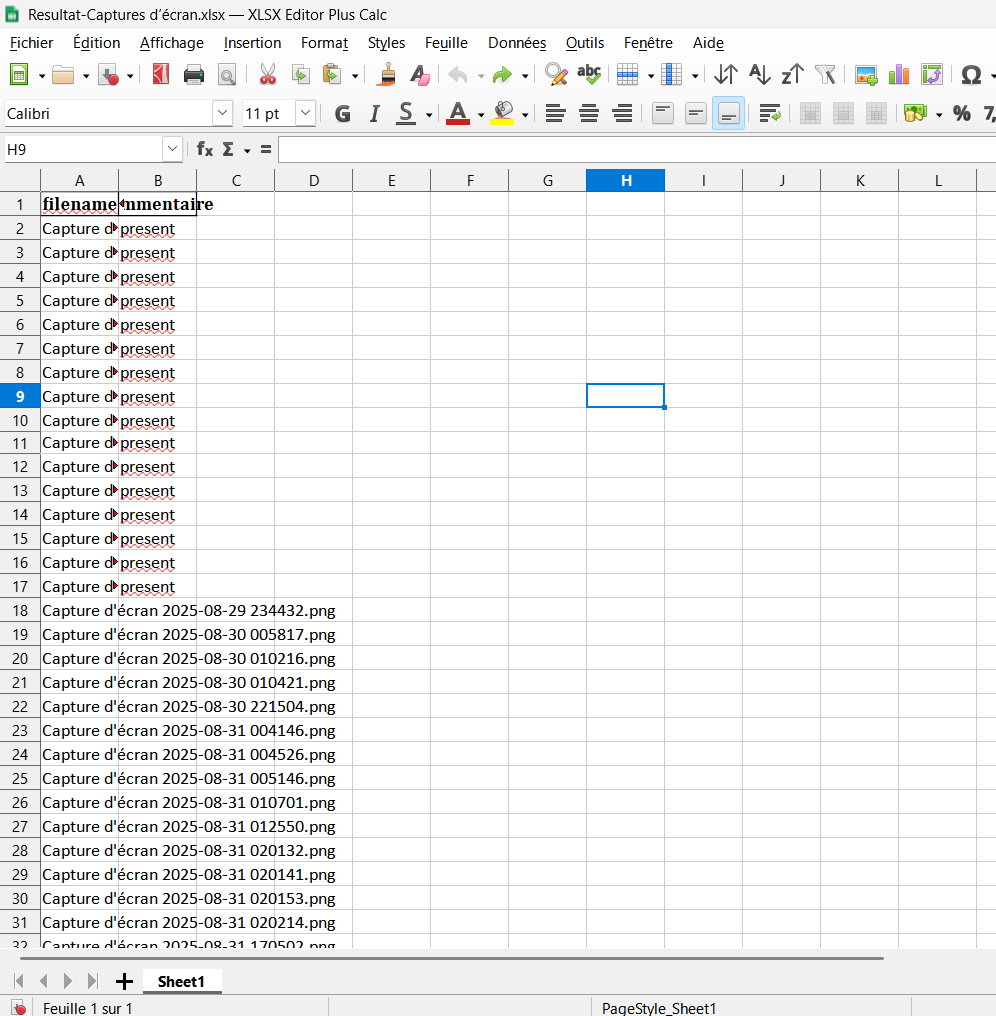 Resultat-Captures d'écran.xlsx — XLSX Editor Plus Calc
Fichier Édition Affichage Insertion Format Styles Feuille Données Outils Fenêtre Aide
Calibri 11 pt G I S A %
H9 fx Σ =
A B C D E F G H I J K L
1 filename mmentaire
2 Capture d present
3 Capture d present
4 Capture d present
5 Capture d present
6 Capture d present
7 Capture d present
8 Capture d present
9 Capture d present
10 Capture d present
11 Capture d present
12 Capture d present
13 Capture d present
14 Capture d present
15 Capture d present
16 Capture d present
17 Capture d present
18 Capture d'écran 2025-08-29 234432.png
19 Capture d'écran 2025-08-30 005817.png
20 Capture d'écran 2025-08-30 010216.png
21 Capture d'écran 2025-08-30 010421.png
22 Capture d'écran 2025-08-30 221504.png
23 Capture d'écran 2025-08-31 004146.png
24 Capture d'écran 2025-08-31 004526.png
25 Capture d'écran 2025-08-31 005146.png
26 Capture d'écran 2025-08-31 010701.png
27 Capture d'écran 2025-08-31 012550.png
28 Capture d'écran 2025-08-31 020132.png
29 Capture d'écran 2025-08-31 020141.png
30 Capture d'écran 2025-08-31 020153.png
31 Capture d'écran 2025-08-31 020214.png
32 Capture d'écran 2025-08-31 170502.png
Sheet1
Feuille 1 sur 1 PageStyle_Sheet1